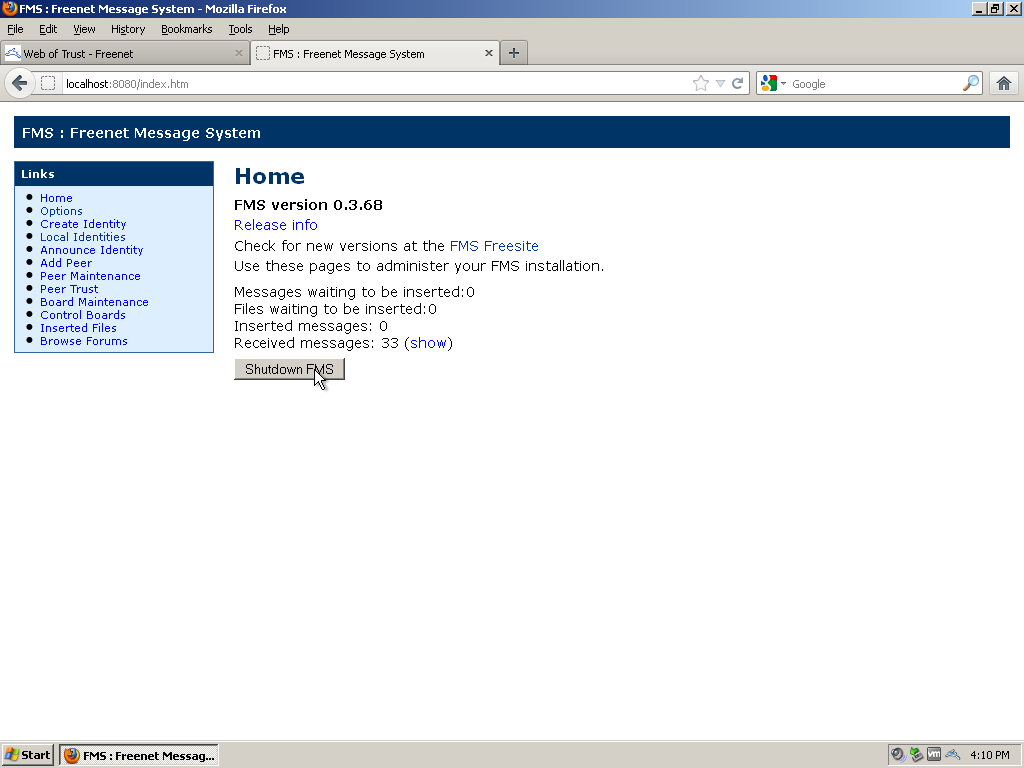 FMS : Freenet Message System - Mozilla Firefox
File Edit View History Bookmarks Tools Help
Web of Trust - Freenet
FMS : Freenet Message System
localhost:8080/index.htm
Google
FMS : Freenet Message System
Links
Home
Options
Create Identity
Local Identities
Announce Identity
Add Peer
Peer Maintenance
Peer Trust
Board Maintenance
Control Boards
Inserted Files
Browse Forums
Home
FMS version 0.3.68
Release info
Check for new versions at the FMS Freesite
Use these pages to administer your FMS installation.
Messages waiting to be inserted:0
Files waiting to be inserted:0
Inserted messages: 0
Received messages: 33 (show)
Shutdown FMS
Start
FMS : Freenet Messag...
vm
4:10 PM